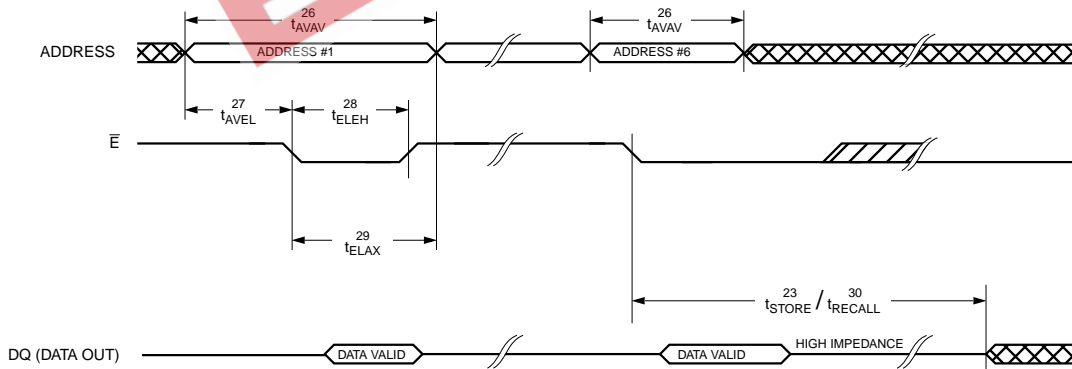 26 26
tAVAV tAVAV
ADDRESS ADDRESS #1 ADDRESS #6
27 28
tAVEL tELEH
E̅
29
tELAX
23 30
tSTORE / tRECALL
DQ (DATA OUT) DATA VALID DATA VALID HIGH IMPEDANCE